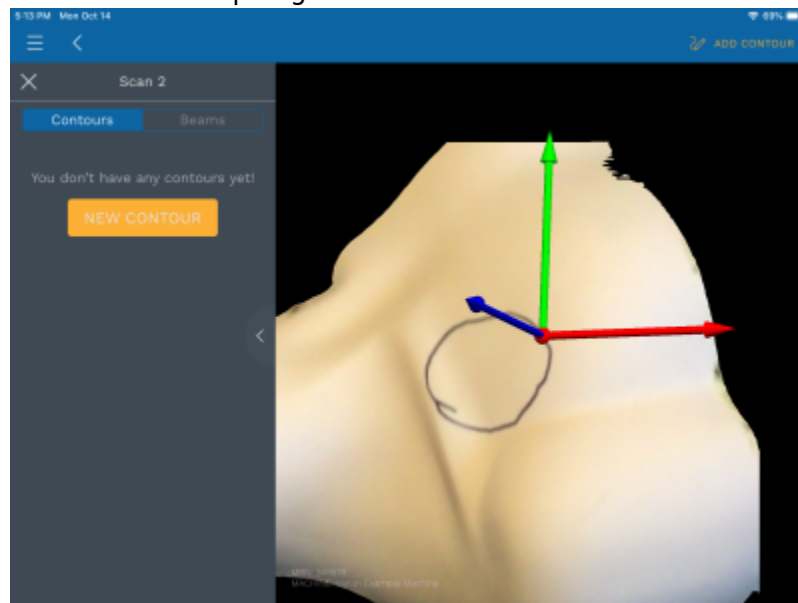 5:13 PM Mon Oct 14
69%
ADD CONTOUR
Scan 2
Contours
Beams
You don't have any contours yet!
NEW CONTOUR